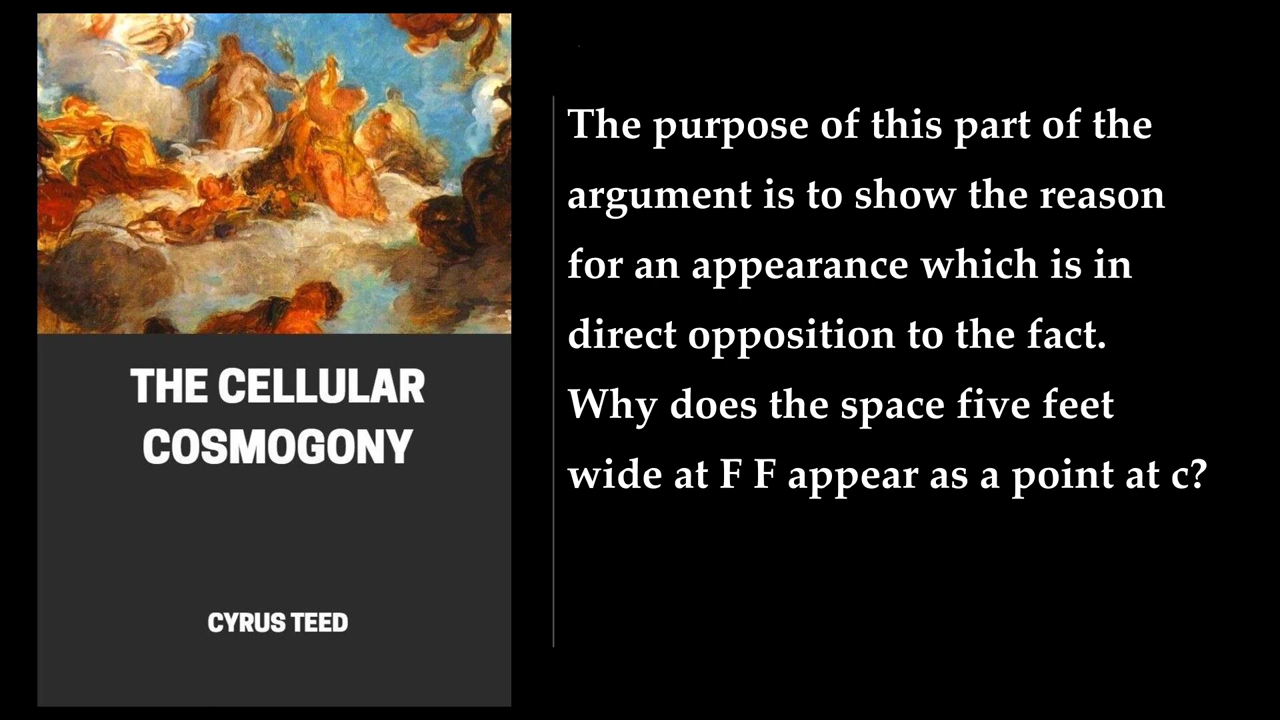 THE CELLULAR
COSMOGONY
CYRUS TEED
The purpose of this part of the
argument is to show the reason
for an appearance which is in
direct opposition to the fact.
Why does the space five feet
wide at F F appear as a point at c?